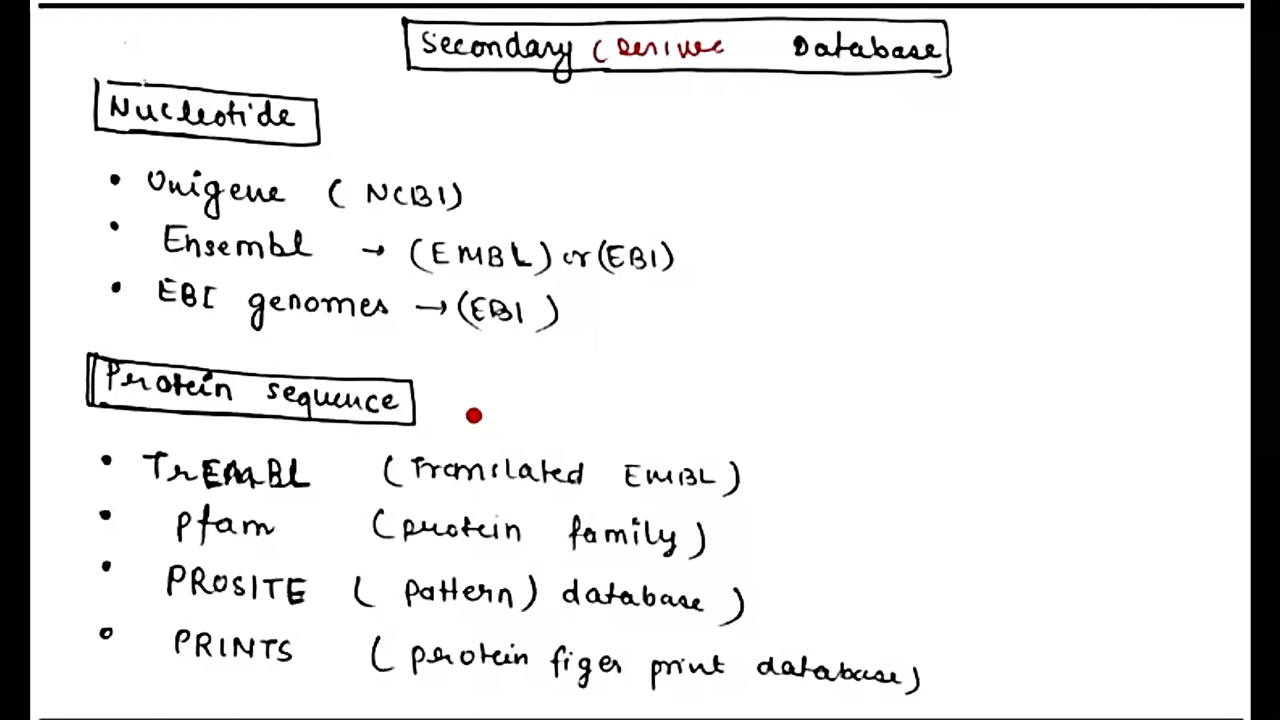 Secondary (Derive Database
Nucleotide
• Unigene (NCBI)
• Ensembl → (EMBL) or (EBI)
• EBI genomes → (EBI)
Protein sequence
• TrEMBL (Translated EMBL)
• Pfam (protein family)
• PROSITE (pattern) database)
• PRINTS (protein figer print database)